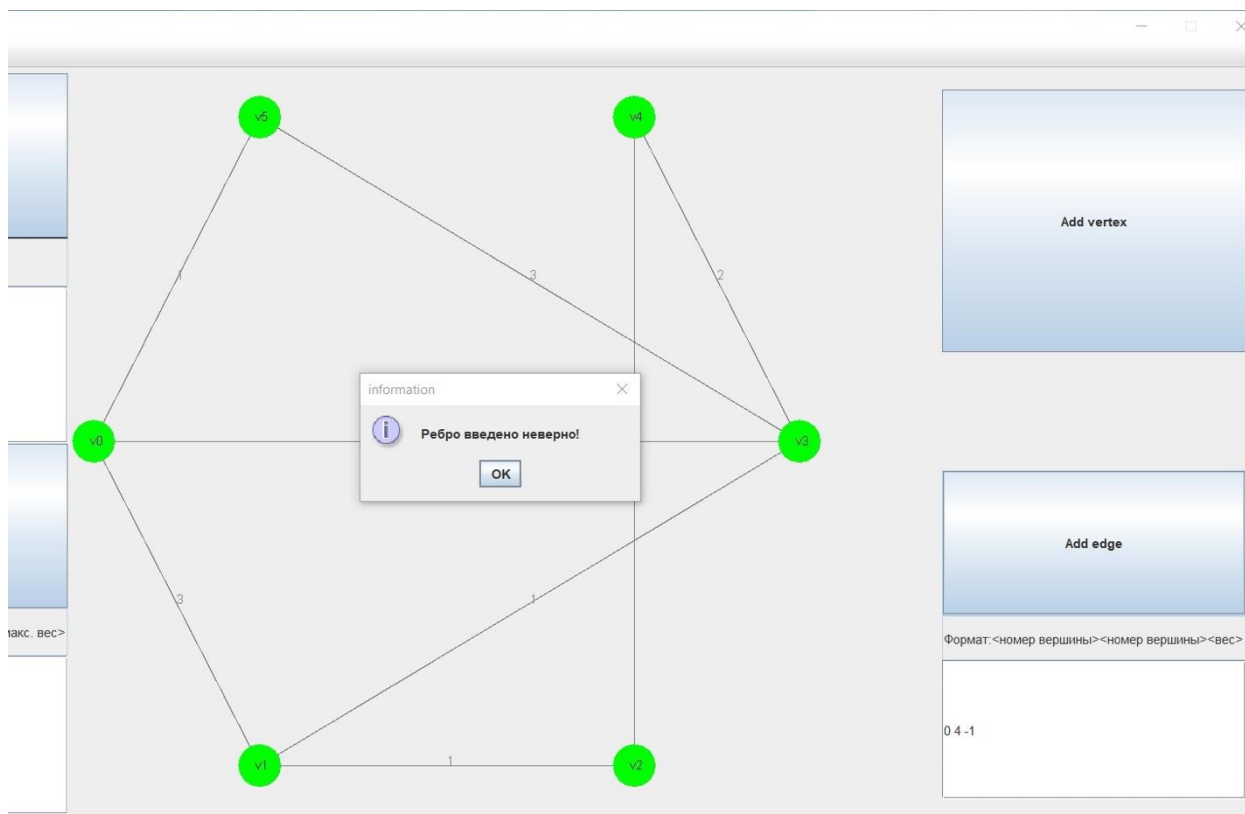 v5
v4
Add vertex
1
3
2
information
v0
Ребро введено неверно!
v3
OK
Add edge
3
1
макс. вес>
Формат:<номер вершины><номер вершины><вес>
0 4 -1
v1
1
v2